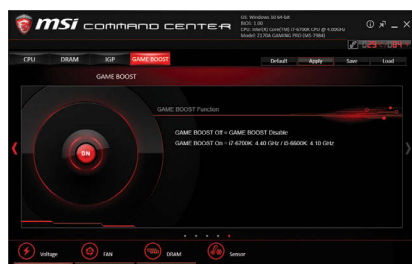 msi COMMAND CENTER
OS: Windows 10 64-bit
BIOS: 1.00
CPU: Intel(R) Core(TM) i7-6700K CPU @ 4.00GHz
Model: Z170A GAMING PRO (MS-7984)
CPU DRAM IGP GAME BOOST
Default Apply Save Load
GAME BOOST
GAME BOOST Function
GAME BOOST Off = GAME BOOST Disable
GAME BOOST On = i7-6700K: 4.40 GHz / i5-6600K: 4.10 GHz
ON
Voltage FAN DRAM Sensor